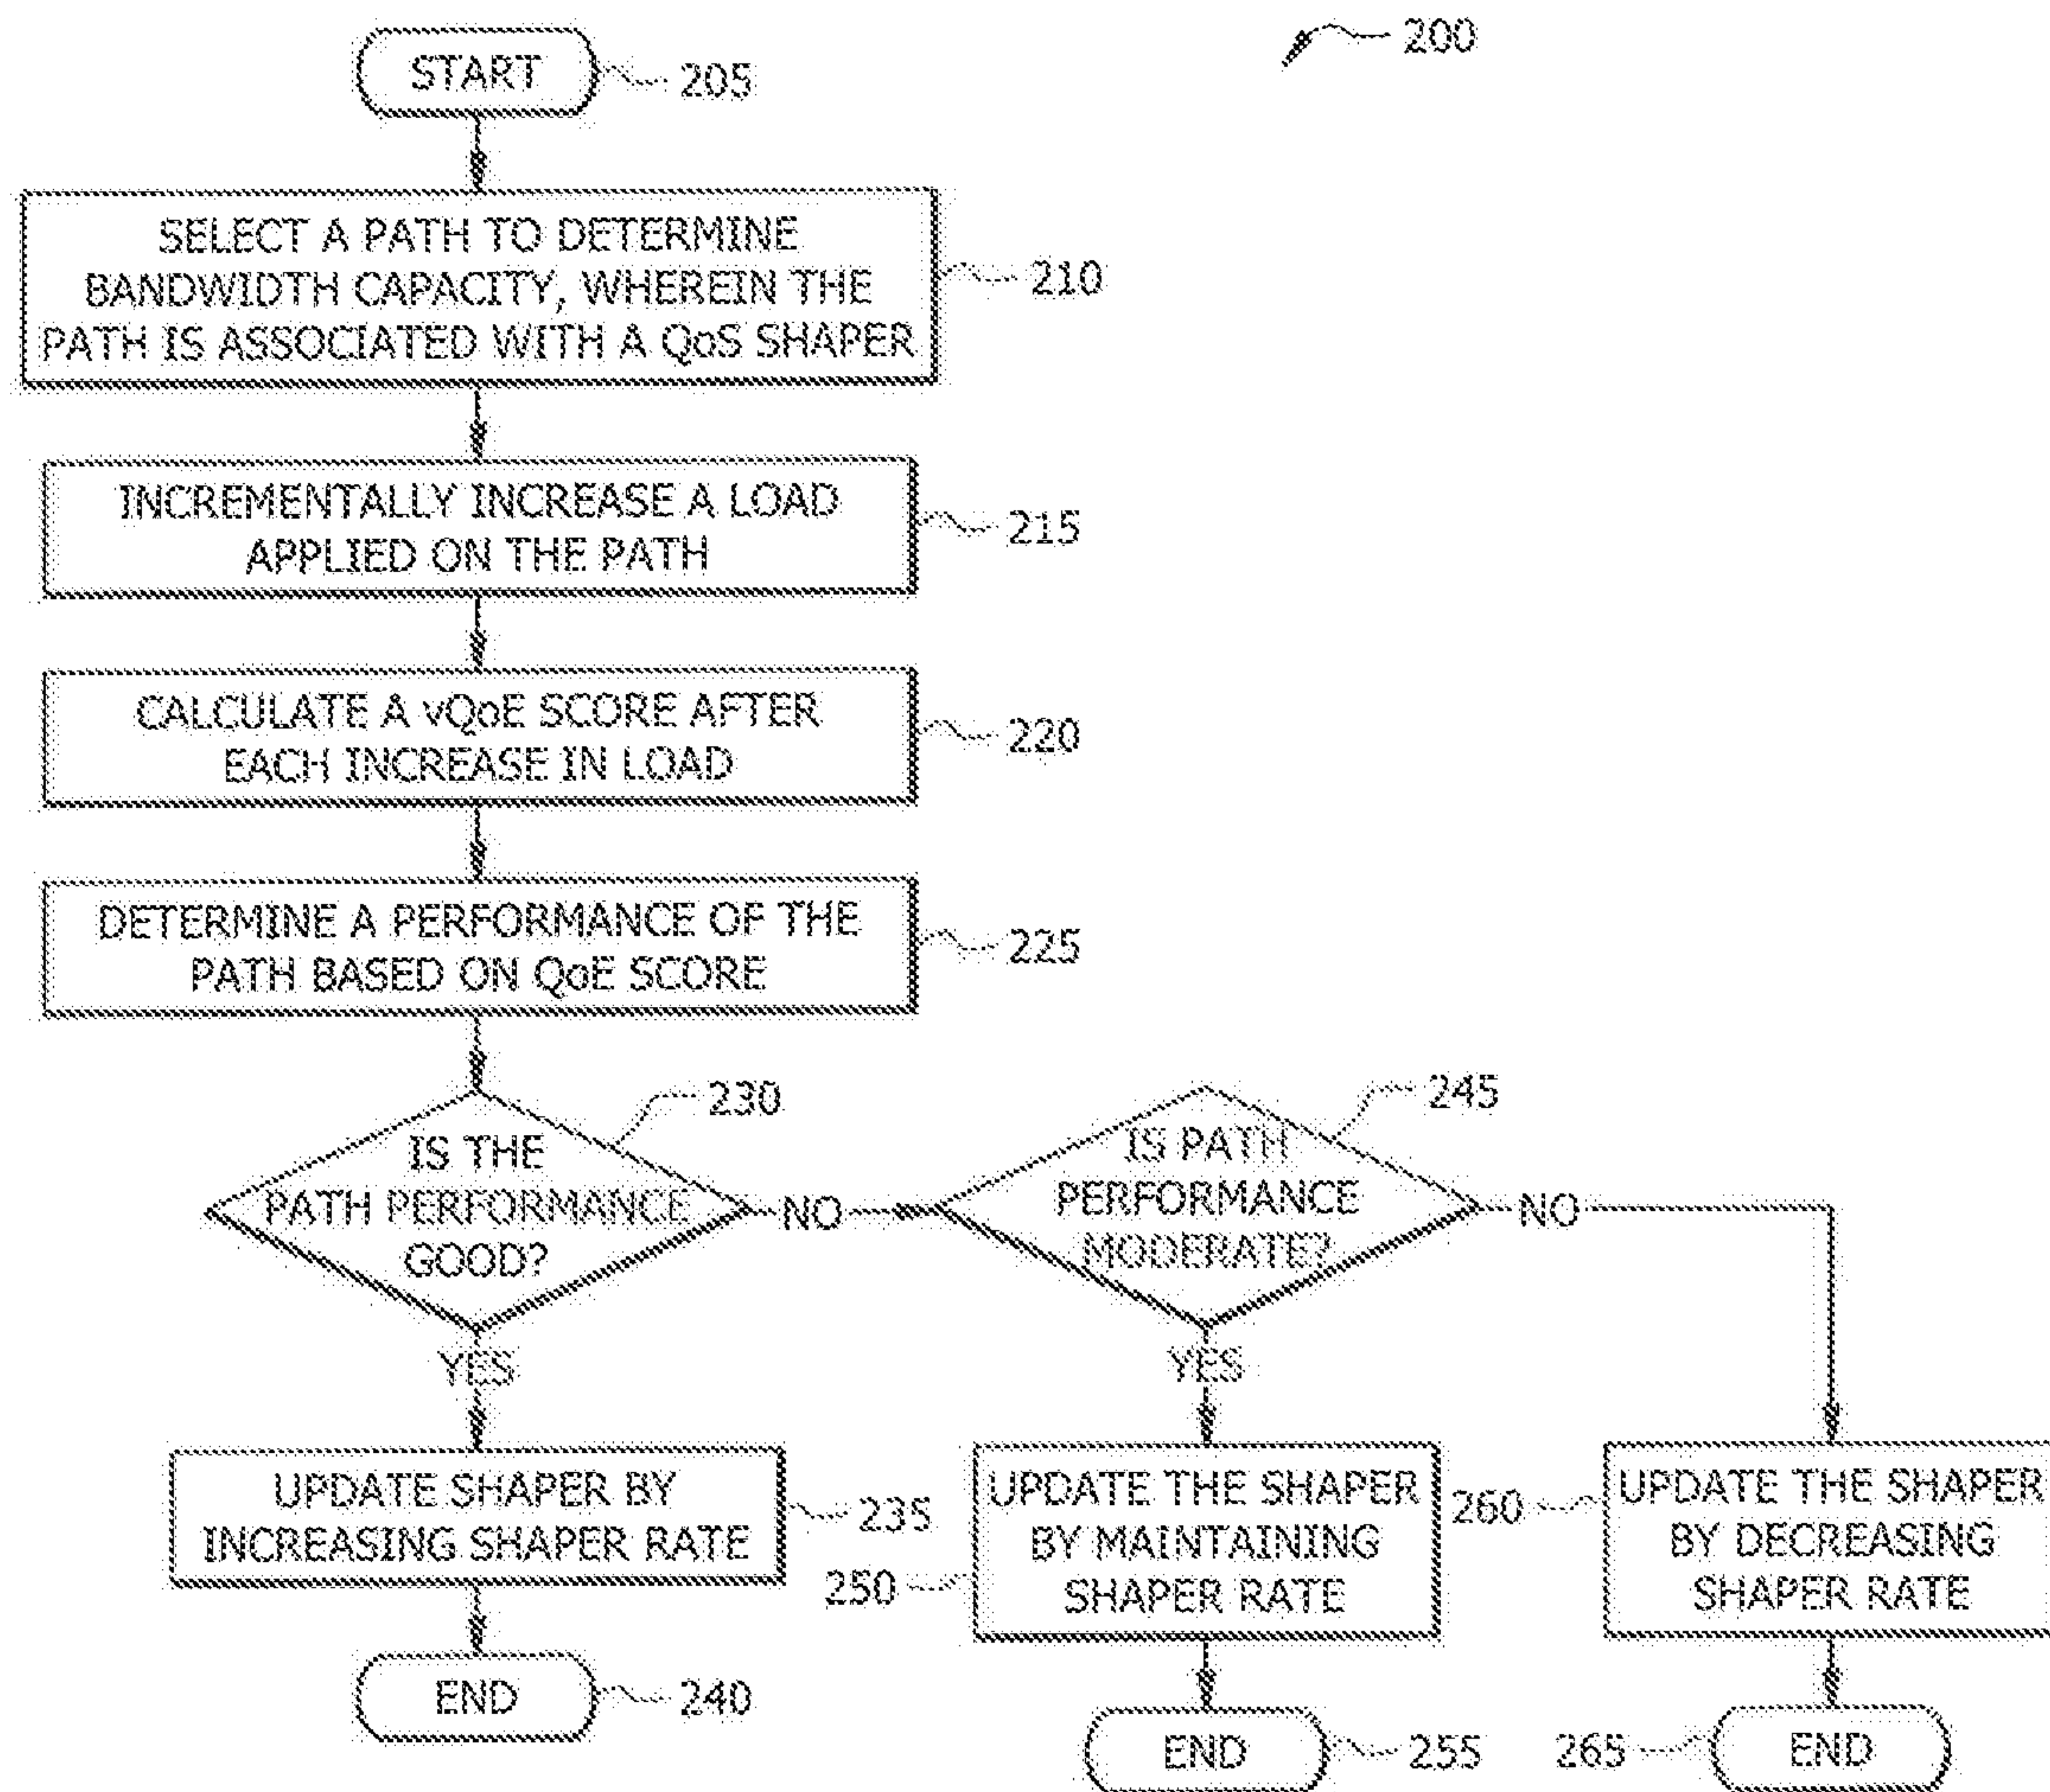 200
START
205
SELECT A PATH TO DETERMINE
BANDWIDTH CAPACITY, WHEREIN THE
PATH IS ASSOCIATED WITH A QoS SHAPER
210
INCREMENTALLY INCREASE A LOAD
APPLIED ON THE PATH
215
CALCULATE A vQoE SCORE AFTER
EACH INCREASE IN LOAD
220
DETERMINE A PERFORMANCE OF THE
PATH BASED ON QoE SCORE
225
IS THE
PATH PERFORMANCE
GOOD?
230
NO
IS PATH
PERFORMANCE
MODERATE?
245
NO
YES
YES
UPDATE SHAPER BY
INCREASING SHAPER RATE
235
UPDATE THE SHAPER
BY MAINTAINING
SHAPER RATE
250
UPDATE THE SHAPER
BY DECREASING
SHAPER RATE
260
END
240
END
255
END
265